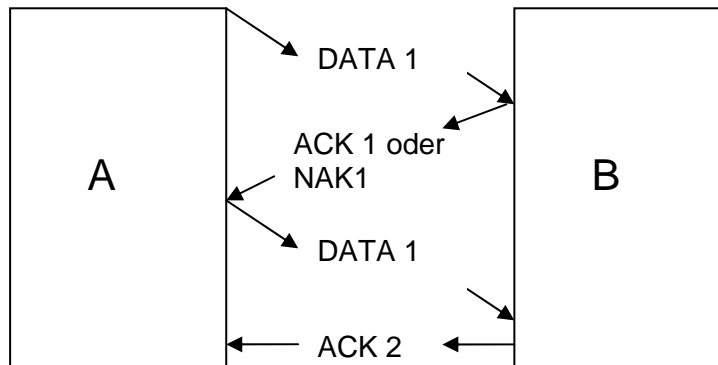 DATA 1
ACK 1 oder
NAK1
A
B
DATA 1
ACK 2